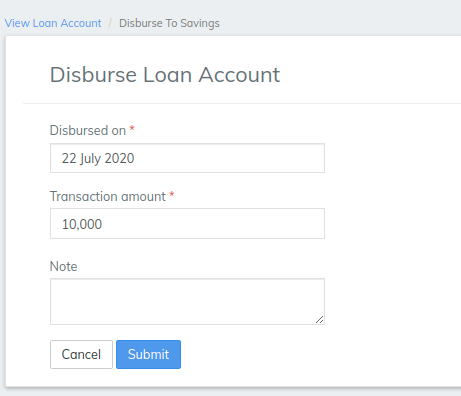 View Loan Account / Disburse To Savings
Disburse Loan Account
Disbursed on *
22 July 2020
Transaction amount *
10,000
Note
Cancel Submit